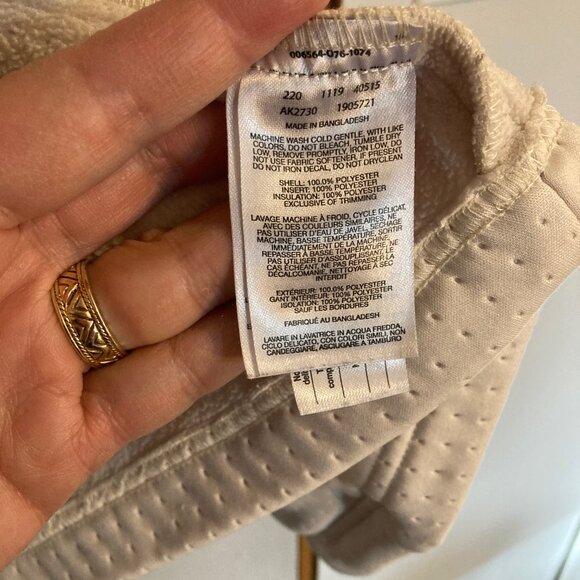 006564-076-1074
220 1119 40515
AK2730 1905721
MADE IN BANGLADESH
MACHINE WASH COLD GENTLE, WITH LIKE
COLORS, DO NOT BLEACH, TUMBLE DRY
LOW, REMOVE PROMPTLY, IRON LOW, DO
NOT USE FABRIC SOFTENER, IF PRESENT
DO NOT IRON DECAL, DO NOT DRYCLEAN
SHELL: 100.0% POLYESTER
INSERT: 100% POLYESTER
INSULATION: 100% POLYESTER
EXCLUSIVE OF TRIMMING
LAVAGE MACHINE À FROID, CYCLE DÉLICAT,
AVEC DES COULEURS SIMILAIRES, NE
PAS UTILISER D'EAU DE JAVEL, SÉCHAGE
MACHINE, BASSE TEMPÉRATURE, SORTIR
IMMÉDIATEMENT DE LA MACHINE,
REPASSER À BASSE TEMPÉRATURE, NE
PAS UTILISER D'ASSOUPLISSANT, LE
CAS ÉCHÉANT, NE PAS REPASSER LA
DÉCALCOMANIE, NETTOYAGE À SEC
INTERDIT
EXTÉRIEUR: 100.0% POLYESTER
GANT INTÉRIEUR: 100% POLYESTER
ISOLATION: 100% POLYESTER
SAUF LES BORDURES
FABRIQUÉ AU BANGLADESH
LAVARE IN LAVATRICE IN ACQUA FREDDA,
CICLO DELICATO, CON COLORI SIMILI, NON
CANDEGGIARE, ASCIUGARE A TAMBURO